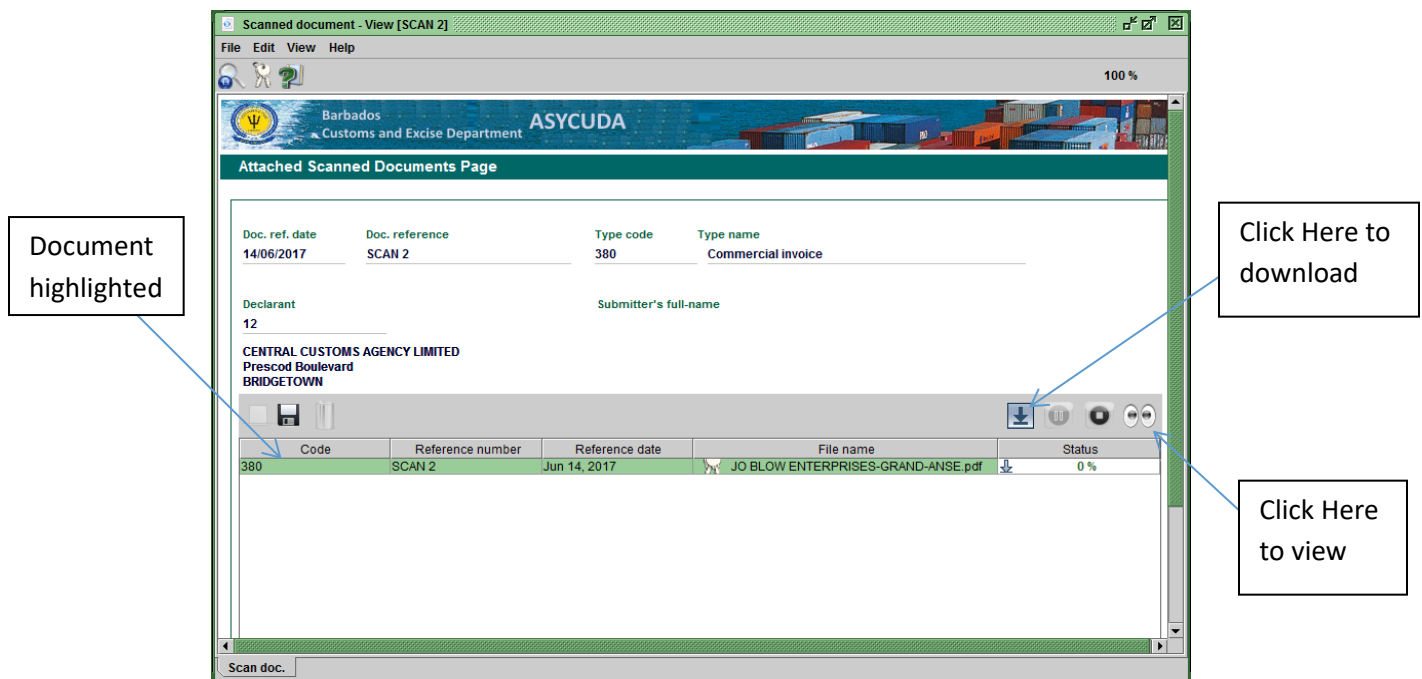 Scanned document - View [SCAN 2]
File Edit View Help
100 %
Barbados
Customs and Excise Department
ASYCUDA
Attached Scanned Documents Page
Doc. ref. date Doc. reference Type code Type name
14/06/2017 SCAN 2 380 Commercial invoice
Declarant Submitter's full-name
12
CENTRAL CUSTOMS AGENCY LIMITED
Prescod Boulevard
BRIDGETOWN
Code Reference number Reference date File name Status
380 SCAN 2 Jun 14, 2017 JO BLOW ENTERPRISES-GRAND-ANSE.pdf 0 %
Scan doc.
Document
highlighted
Click Here to
download
Click Here
to view